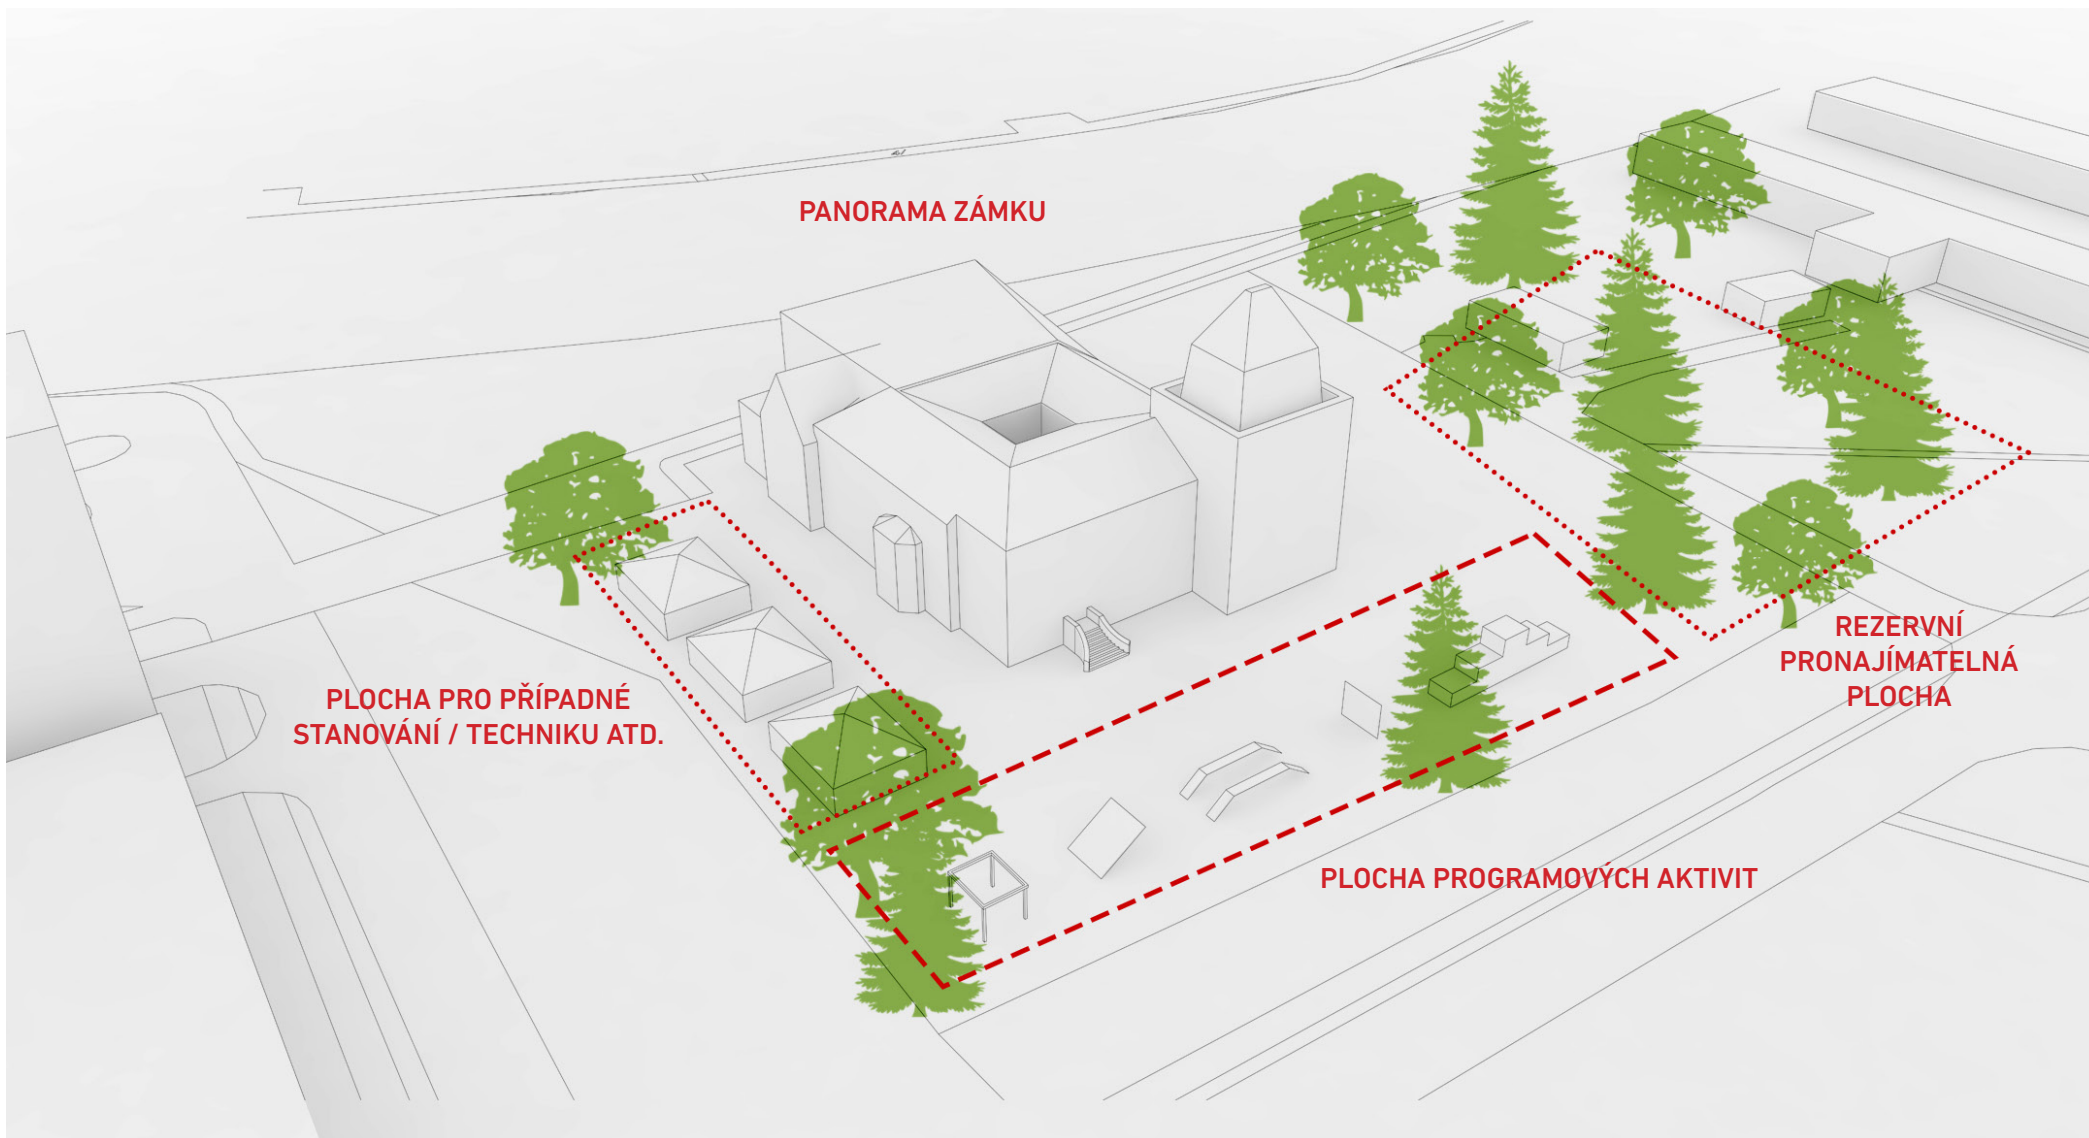 PANORAMA ZÁMKU
REZERVNÍ
PRONAJÍMATELNÁ
PLOCHA
PLOCHA PRO PŘÍPADNÉ
STANOVÁNÍ / TECHNIKU ATD.
PLOCHA PROGRAMOVÝCH AKTIVIT